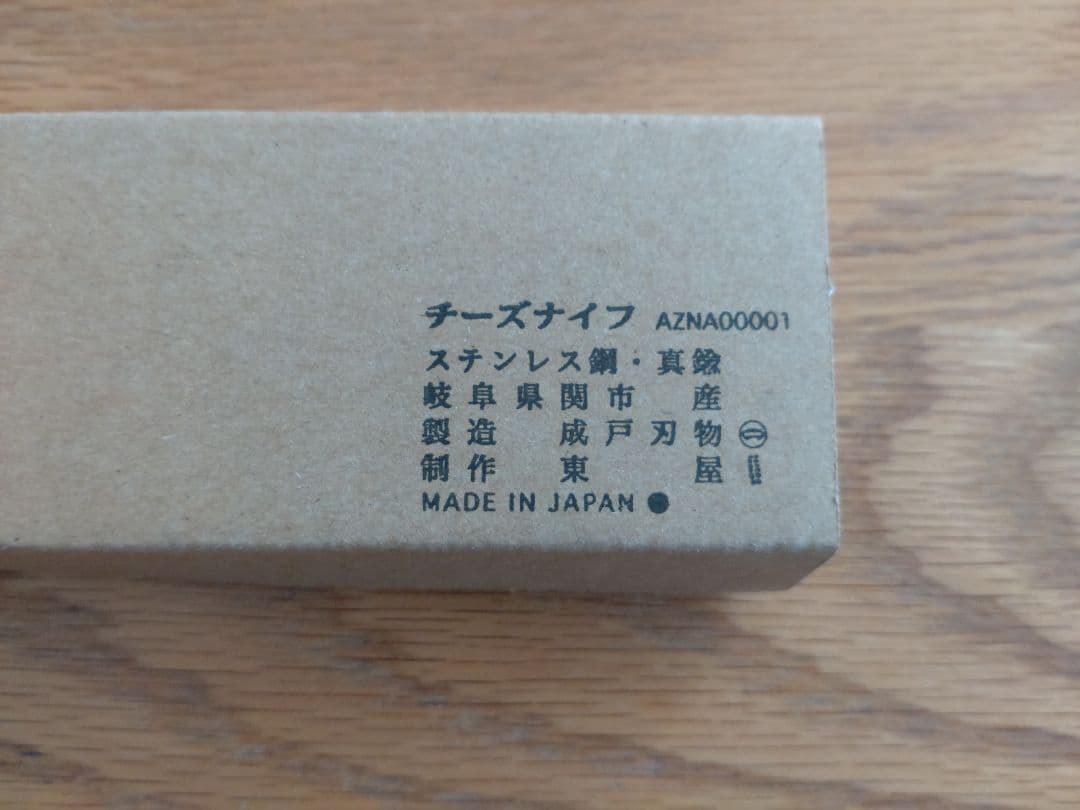 チーズナイフ AZNA00001
ステンレス鋼・真鍮
岐阜県関市 産
製造 成戸刃物
制作 東屋
MADE IN JAPAN